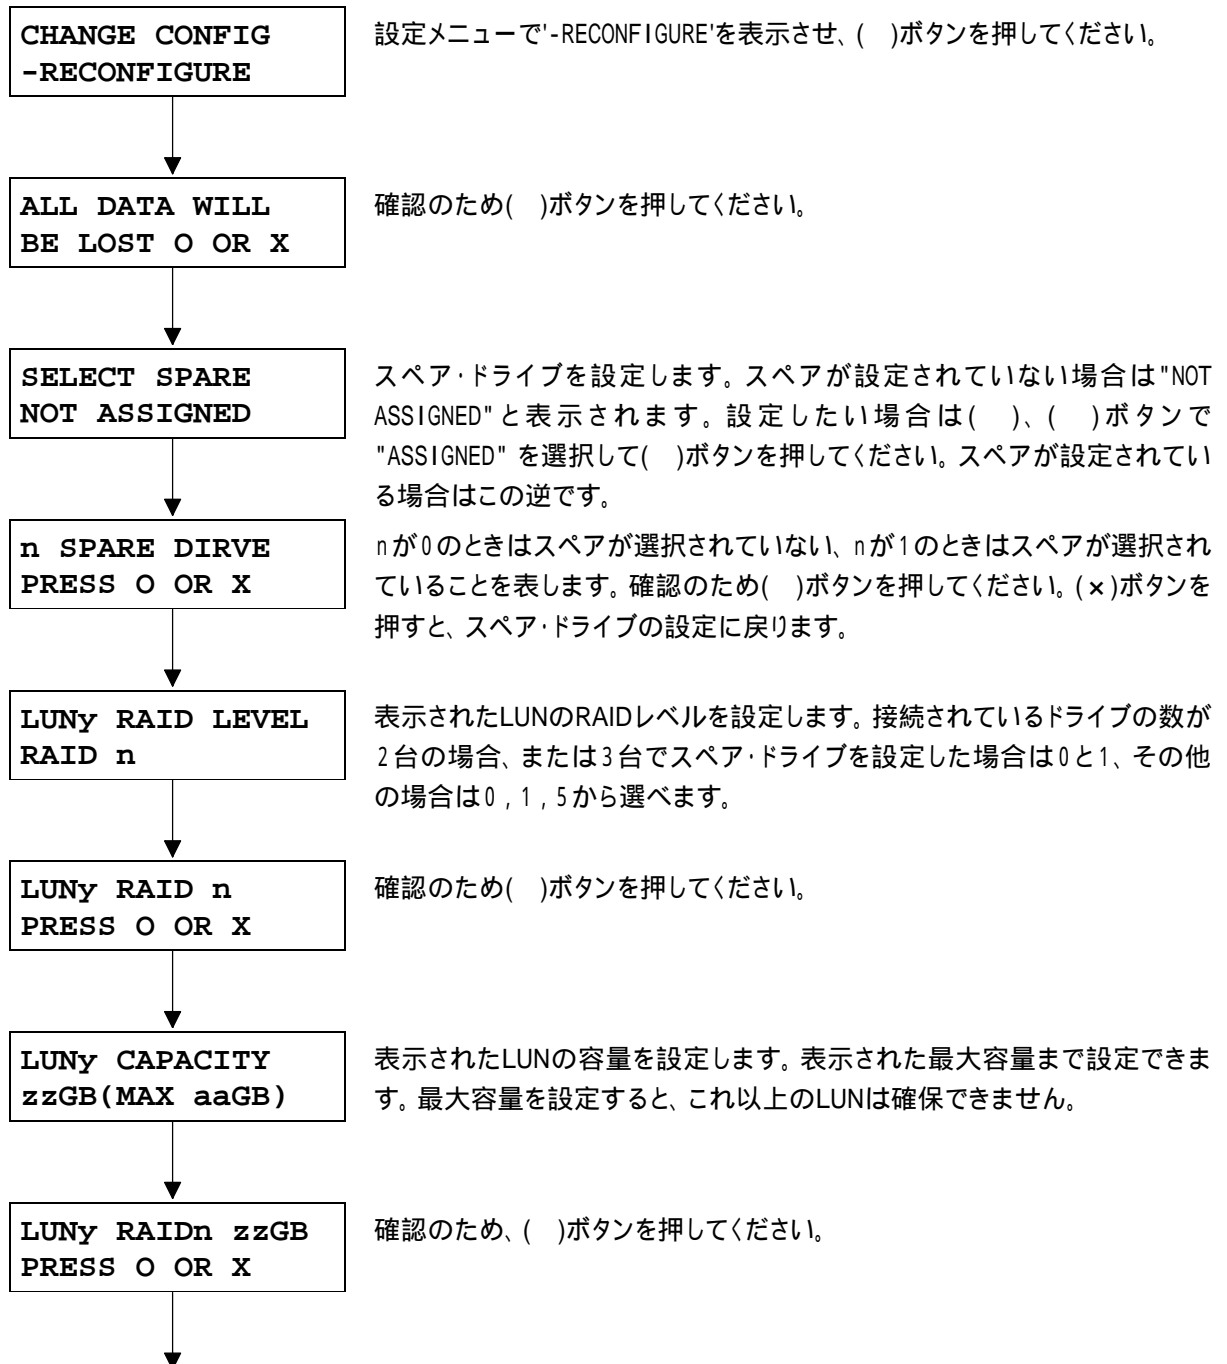 CHANGE CONFIG
-RECONFIGURE
設定メニューで'-RECONFIGURE'を表示させ、(　)ボタンを押してください。
ALL DATA WILL
BE LOST O OR X
確認のため(　)ボタンを押してください。
SELECT SPARE
NOT ASSIGNED
スペア・ドライブを設定します。スペアが設定されていない場合は"NOT
ASSIGNED"と表示されます。設定したい場合は(　)、(　)ボタンで
"ASSIGNED" を選択して(　)ボタンを押してください。スペアが設定されてい
る場合はこの逆です。
n SPARE DIRVE
PRESS O OR X
nが0のときはスペアが選択されていない、nが1のときはスペアが選択され
ていることを表します。確認のため(　)ボタンを押してください。(×)ボタンを
押すと、スペア・ドライブの設定に戻ります。
LUNy RAID LEVEL
RAID n
表示されたLUNのRAIDレベルを設定します。接続されているドライブの数が
2台の場合、または3台でスペア・ドライブを設定した場合は0と1、その他
の場合は0,1,5から選べます。
LUNy RAID n
PRESS O OR X
確認のため(　)ボタンを押してください。
LUNy CAPACITY
zzGB(MAX aaGB)
表示されたLUNの容量を設定します。表示された最大容量まで設定できま
す。最大容量を設定すると、これ以上のLUNは確保できません。
LUNy RAIDn zzGB
PRESS O OR X
確認のため、(　)ボタンを押してください。